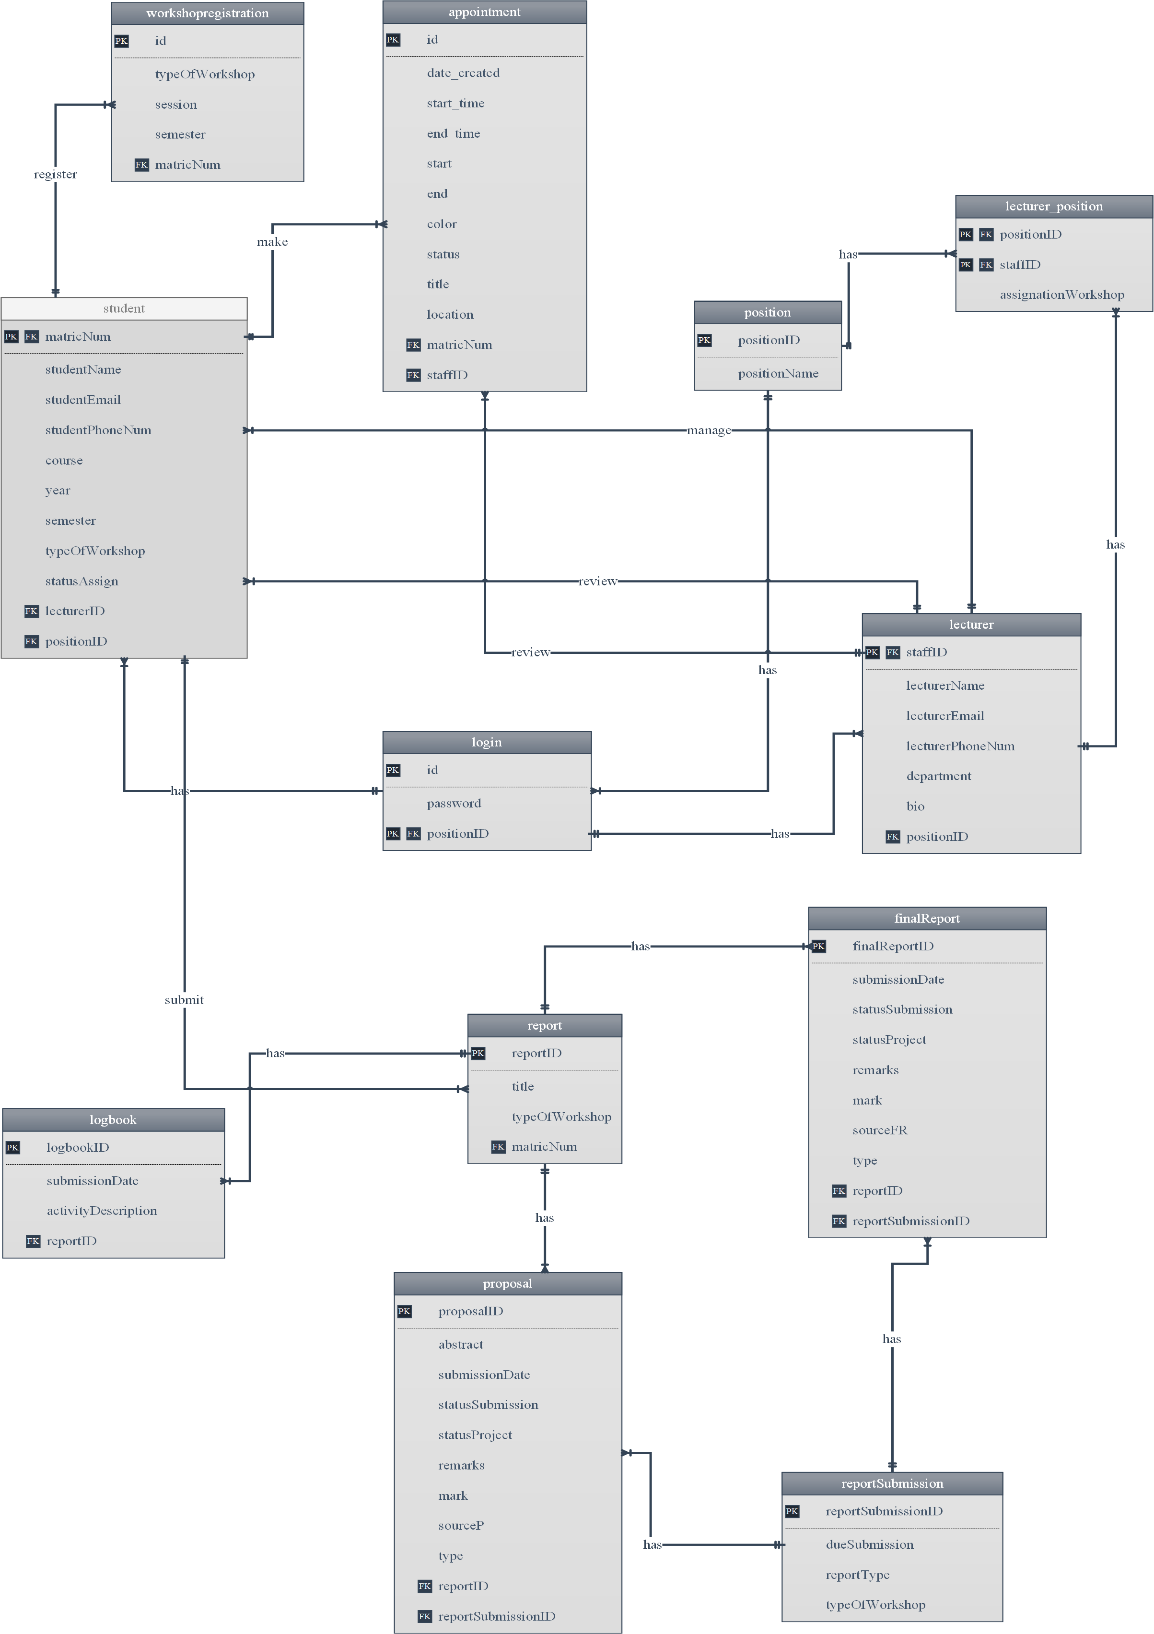 workshopregistration
PK id
typeOfWorkshop
session
semester
FK matricNum
appointment
PK id
date_created
start_time
end_time
start
end
color
status
title
location
FK matricNum
FK staffID
register
make
lecturer_position
PK FK positionID
PK FK staffID
assignationWorkshop
has
position
PK positionID
positionName
student
PK FK matricNum
studentName
studentEmail
studentPhoneNum
course
year
semester
typeOfWorkshop
statusAssign
FK lecturerID
FK positionID
manage
has
review
review
has
lecturer
PK FK staffID
lecturerName
lecturerEmail
lecturerPhoneNum
department
bio
FK positionID
login
PK id
password
PK FK positionID
has
has
submit
finalReport
PK finalReportID
submissionDate
statusSubmission
statusProject
remarks
mark
sourceFR
type
FK reportID
FK reportSubmissionID
has
report
PK reportID
title
typeOfWorkshop
FK matricNum
has
logbook
PK logbookID
submissionDate
activityDescription
FK reportID
has
proposal
PK proposalID
abstract
submissionDate
statusSubmission
statusProject
remarks
mark
sourceP
type
FK reportID
FK reportSubmissionID
has
has
reportSubmission
PK reportSubmissionID
dueSubmission
reportType
typeOfWorkshop